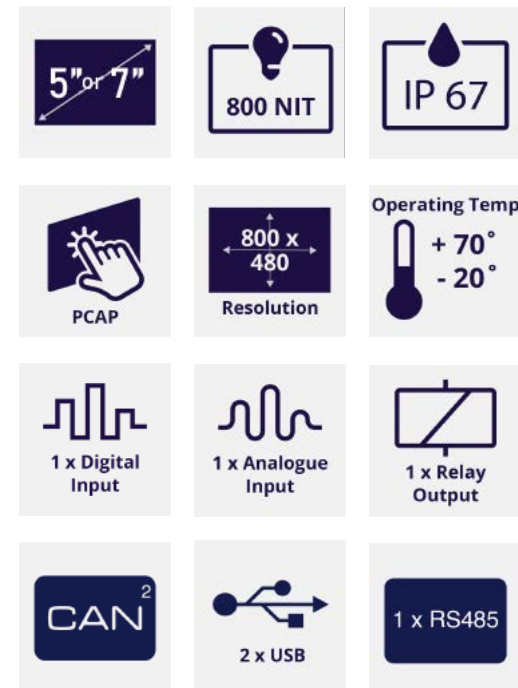 5” or 7”
800 NIT
IP 67
PCAP
800 x
480
Resolution
Operating Temp
+ 70°
- 20°
1 x Digital
Input
1 x Analogue
Input
1 x Relay
Output
CAN 2
2 x USB
1 x RS485